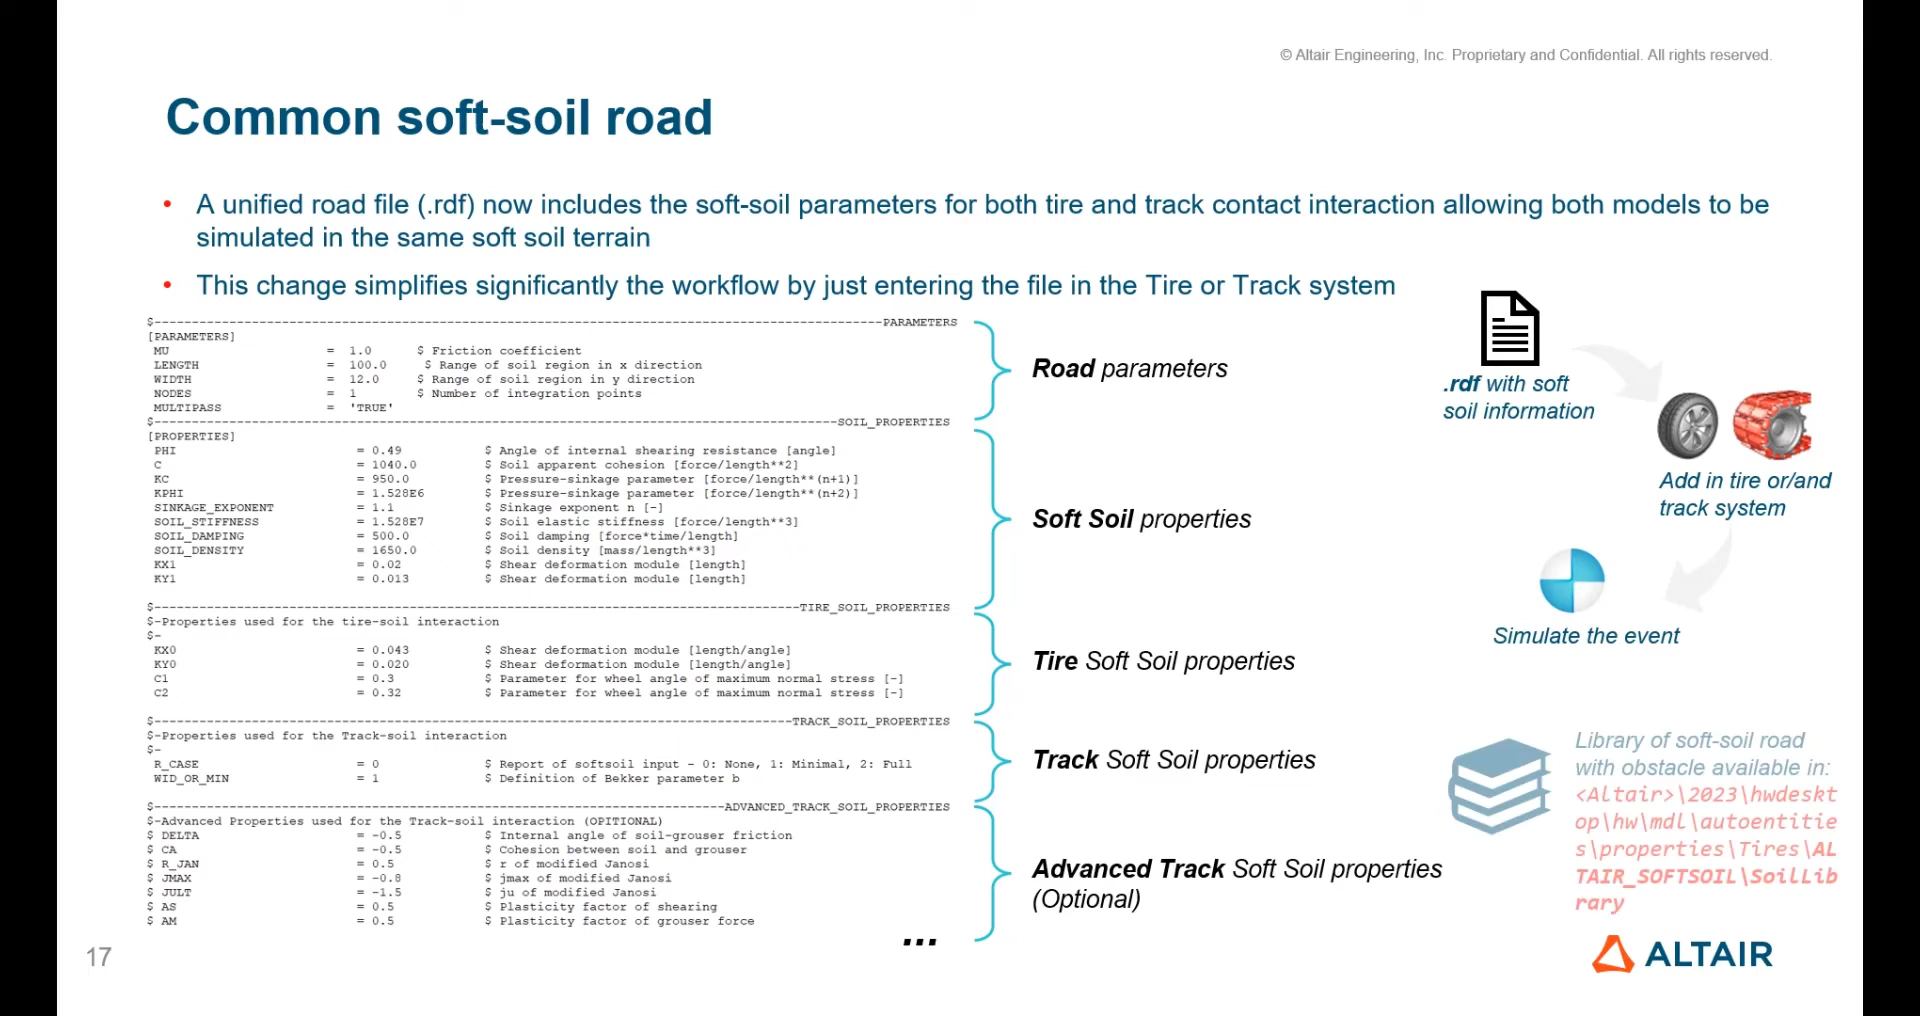 © Altair Engineering, Inc. Proprietary and Confidential. All rights reserved.
Common soft-soil road
• A unified road file (.rdf) now includes the soft-soil parameters for both tire and track contact interaction allowing both models to be
simulated in the same soft soil terrain
• This change simplifies significantly the workflow by just entering the file in the Tire or Track system
$-------------------------------------------------------------------------------------------------PARAMETERS
[PARAMETERS]
MU = 1.0 $ Friction coefficient
LENGTH = 100.0 $ Range of soil region in x direction
WIDTH = 12.0 $ Range of soil region in y direction
NODES = 1 $ Number of integration points
MULTIPASS = 'TRUE'
$-------------------------------------------------------------------------------------------SOIL_PROPERTIES
[PROPERTIES]
PHI = 0.49 $ Angle of internal shearing resistance [angle]
C = 1040.0 $ Soil apparent cohesion [force/length**2]
KC = 950.0 $ Pressure-sinkage parameter [force/length**(n+1)]
KPHI = 1.528E6 $ Pressure-sinkage parameter [force/length**(n+2)]
SINKAGE_EXPONENT = 1.1 $ Sinkage exponent n [-]
SOIL_STIFFNESS = 1.528E7 $ Soil elastic stiffness [force/length**3]
SOIL_DAMPING = 500.0 $ Soil damping [force*time/length]
SOIL_DENSITY = 1650.0 $ Soil density [mass/length**3]
KX1 = 0.02 $ Shear deformation module [length]
KY1 = 0.013 $ Shear deformation module [length]
$--------------------------------------------------------------------------------------TIRE_SOIL_PROPERTIES
$-Properties used for the tire-soil interaction
$-
KX0 = 0.043 $ Shear deformation module [length/angle]
KY0 = 0.020 $ Shear deformation module [length/angle]
C1 = 0.3 $ Parameter for wheel angle of maximum normal stress [-]
C2 = 0.32 $ Parameter for wheel angle of maximum normal stress [-]
$-------------------------------------------------------------------------------------TRACK_SOIL_PROPERTIES
$-Properties used for the Track-soil interaction
$-
R_CASE = 0 $ Report of softsoil input - 0: None, 1: Minimal, 2: Full
WID_OR_MIN = 1 $ Definition of Bekker parameter b
$----------------------------------------------------------------------------ADVANCED_TRACK_SOIL_PROPERTIES
$-Advanced Properties used for the Track-soil interaction (OPITIONAL)
$ DELTA = -0.5 $ Internal angle of soil-grouser friction
$ CA = -0.5 $ Cohesion between soil and grouser
$ R_JAN = 0.5 $ r of modified Janosi
$ JMAX = -0.8 $ jmax of modified Janosi
$ JULT = -1.5 $ ju of modified Janosi
$ AS = 0.5 $ Plasticity factor of shearing
$ AM = 0.5 $ Plasticity factor of grouser force
...
Road parameters
Soft Soil properties
Tire Soft Soil properties
Track Soft Soil properties
Advanced Track Soft Soil properties
(Optional)
.rdf with soft
soil information
Add in tire or/and
track system
Simulate the event
Library of soft-soil road
with obstacle available in:
<Altair>\2023\hwdeskt
op\hw\mdl\autoentitie
s\properties\Tires\AL
TAIR_SOFTSOIL\SoilLib
rary
17
ALTAIR